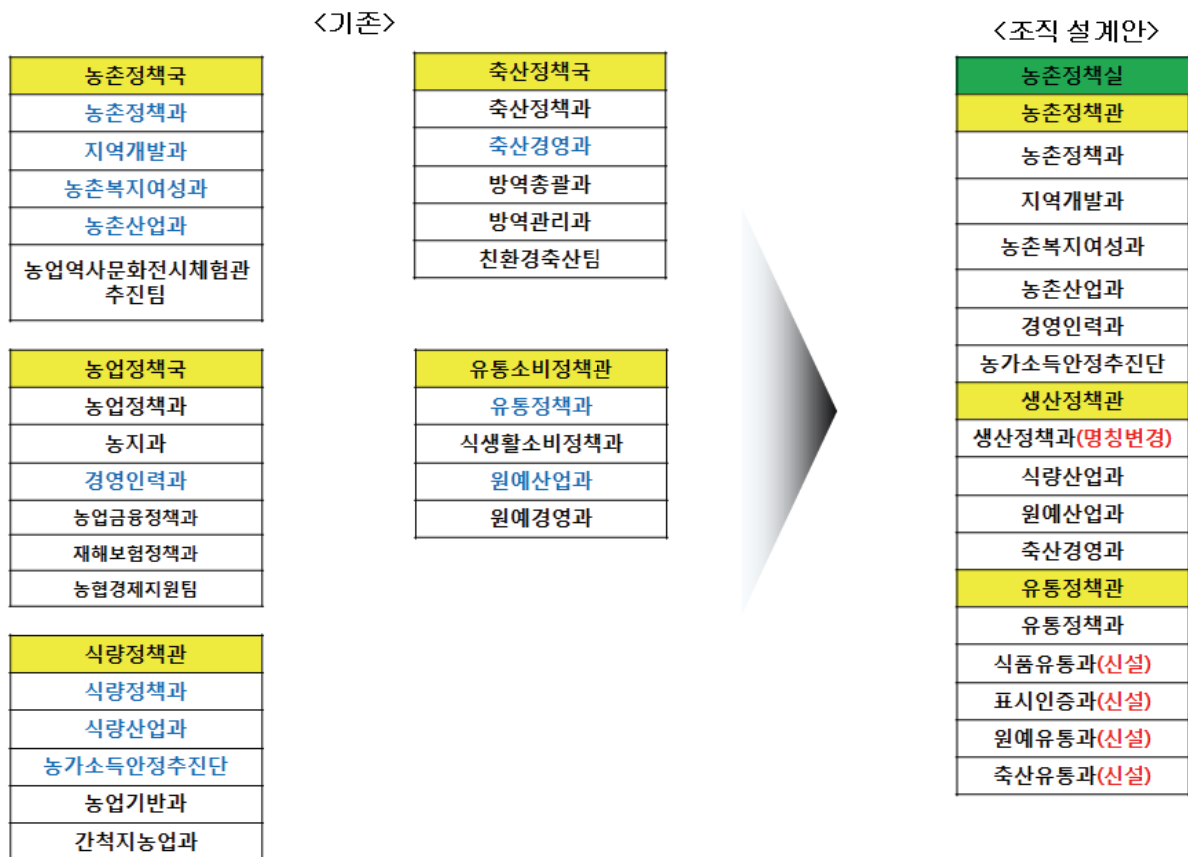 <기존>
농촌정책국
농촌정책과
지역개발과
농촌복지여성과
농촌산업과
농업역사문화전시체험관
추진팀
농업정책국
농업정책과
농지과
경영인력과
농업금융정책과
재해보험정책과
농협경제지원팀
식량정책관
식량정책과
식량산업과
농가소득안정추진단
농업기반과
간척지농업과
축산정책국
축산정책과
축산경영과
방역총괄과
방역관리과
친환경축산팀
유통소비정책관
유통정책과
식생활소비정책과
원예산업과
원예경영과
<조직 설계안>
농촌정책실
농촌정책관
농촌정책과
지역개발과
농촌복지여성과
농촌산업과
경영인력과
농가소득안정추진단
생산정책관
생산정책과(명칭변경)
식량산업과
원예산업과
축산경영과
유통정책관
유통정책과
식품유통과(신설)
표시인증과(신설)
원예유통과(신설)
축산유통과(신설)